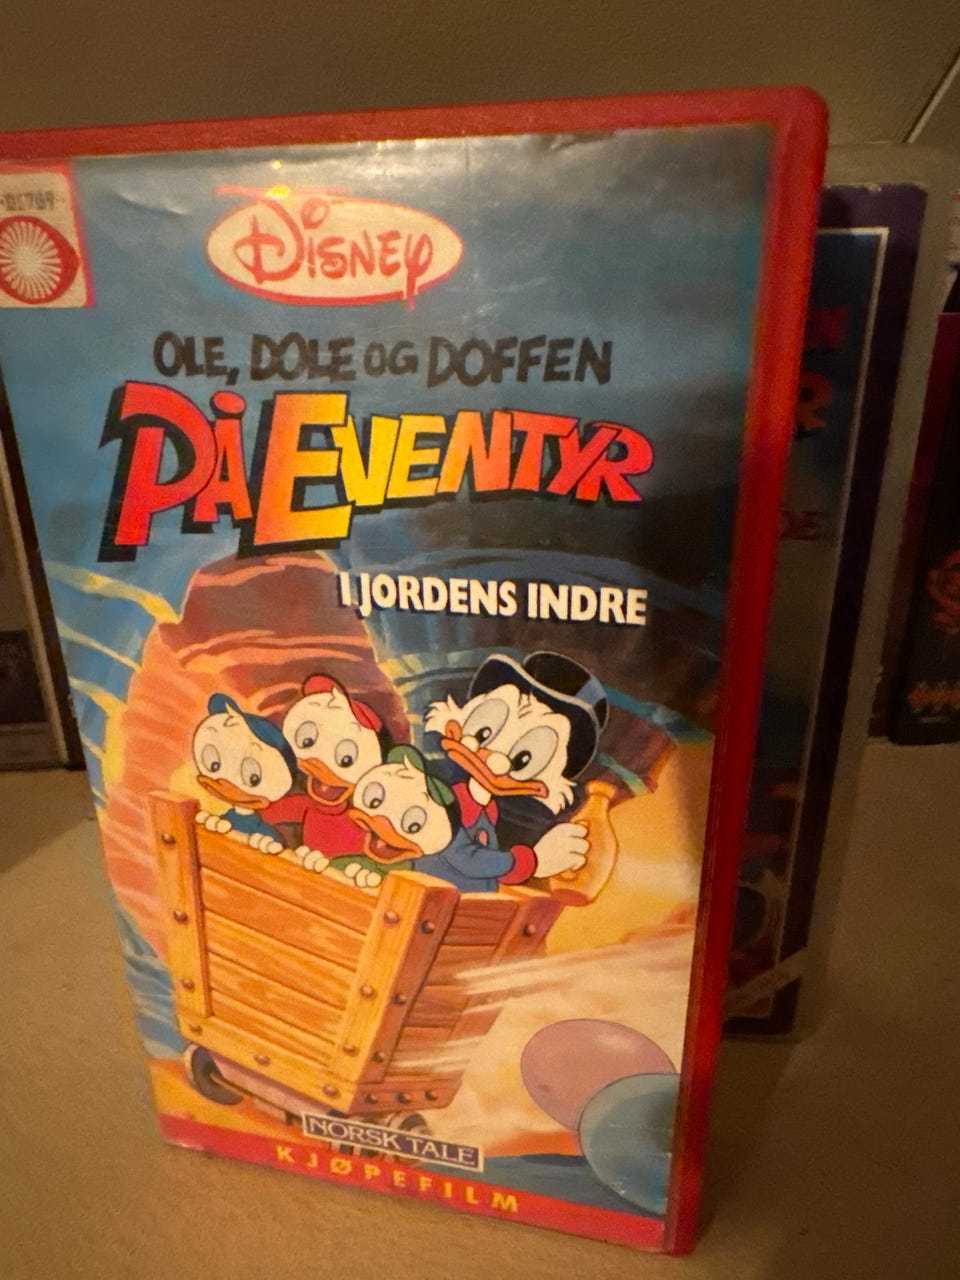 DISNEY
OLE, DOLE OG DOFFEN
PÅ EVENTYR
I JORDENS INDRE
NORSK TALE
KJØPEFILM